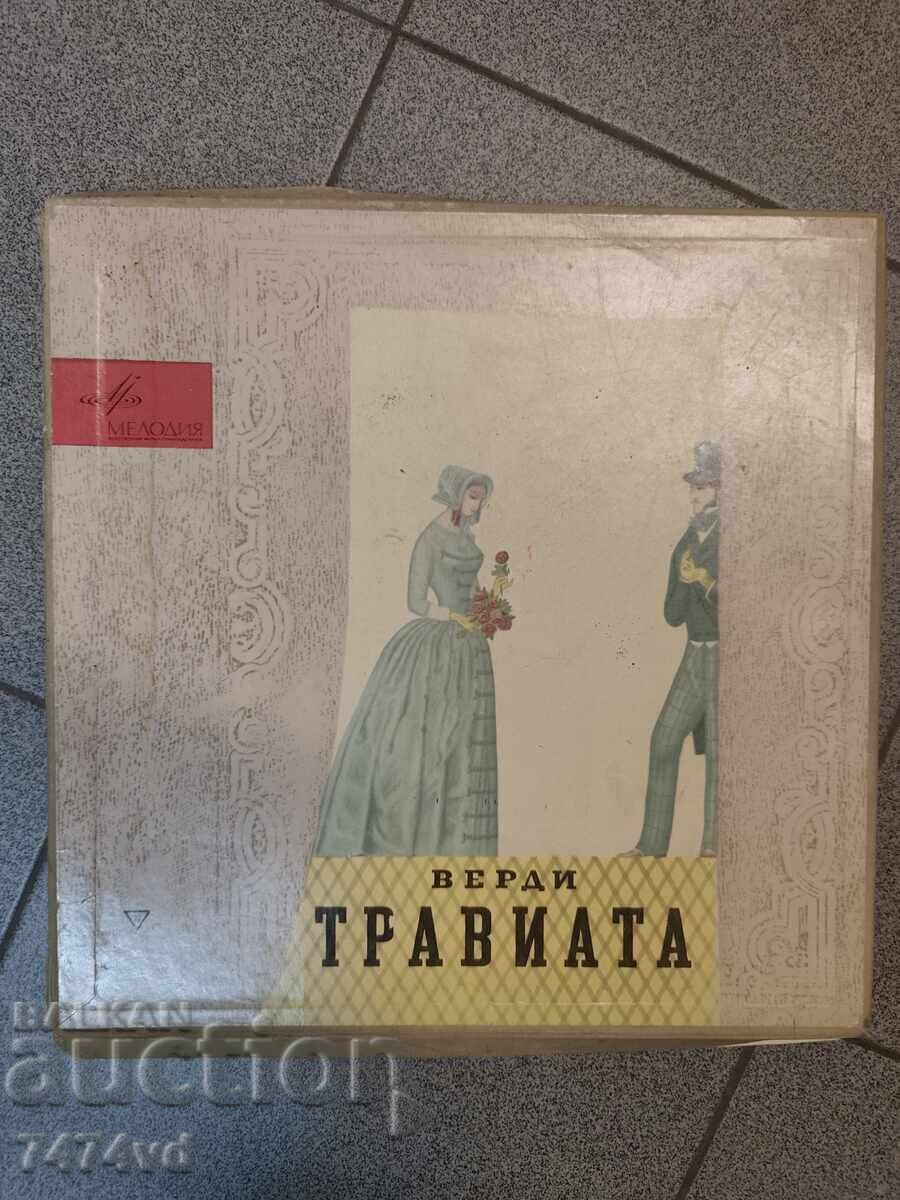 МЕЛОДИЯ
ВЕРДИ
ТРАВИАТА
BALKAN
auction
7474vd